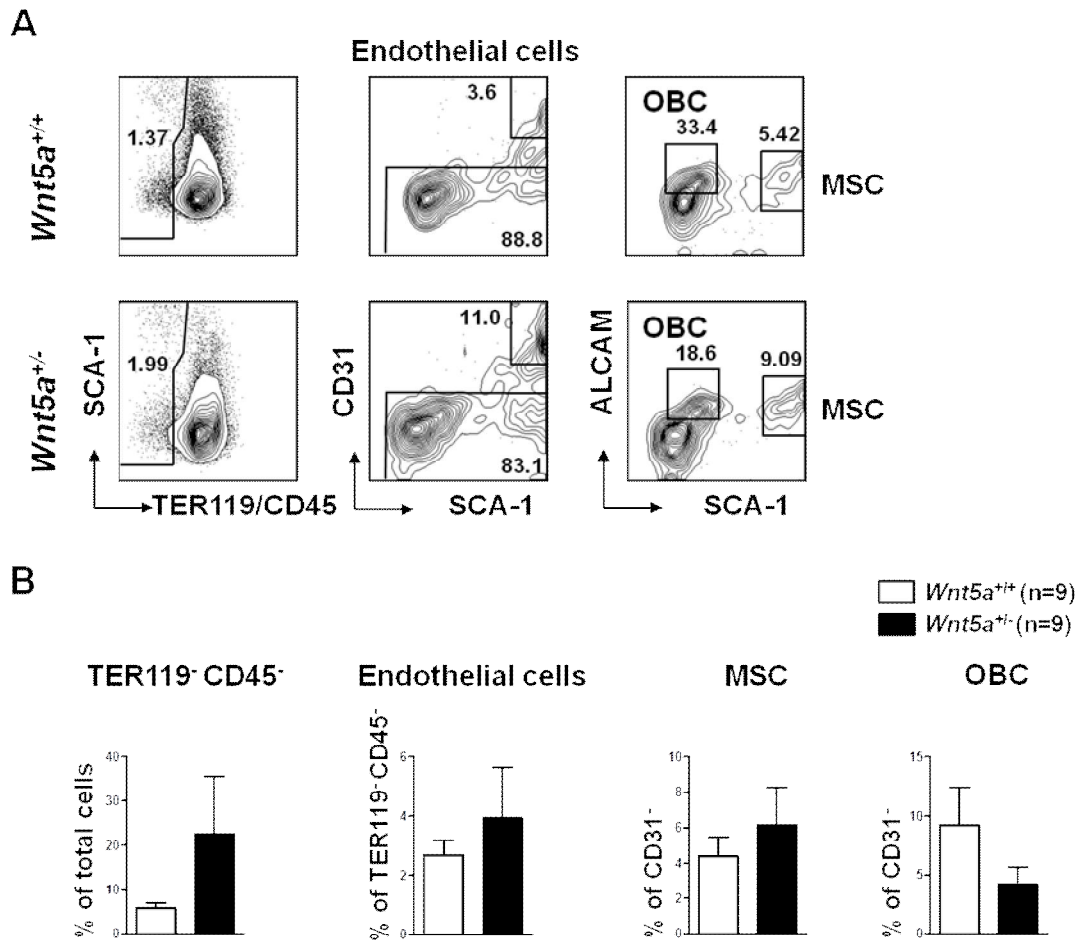 A
Endothelial cells
Wnt5a+/+
1.37
3.6
88.8
OBC
33.4
5.42
MSC
Wnt5a+/-
SCA-1
1.99
CD31
11.0
83.1
ALCAM
OBC
18.6
9.09
MSC
TER119/CD45
SCA-1
SCA-1
B
Wnt5a+/+ (n=9)
Wnt5a+/- (n=9)
TER119- CD45-
Endothelial cells
MSC
OBC
% of total cells
40
30
20
10
0
% of TER119- CD45-
6
4
2
0
% of CD31-
10
8
6
4
2
0
% of CD31-
15
10
5
0